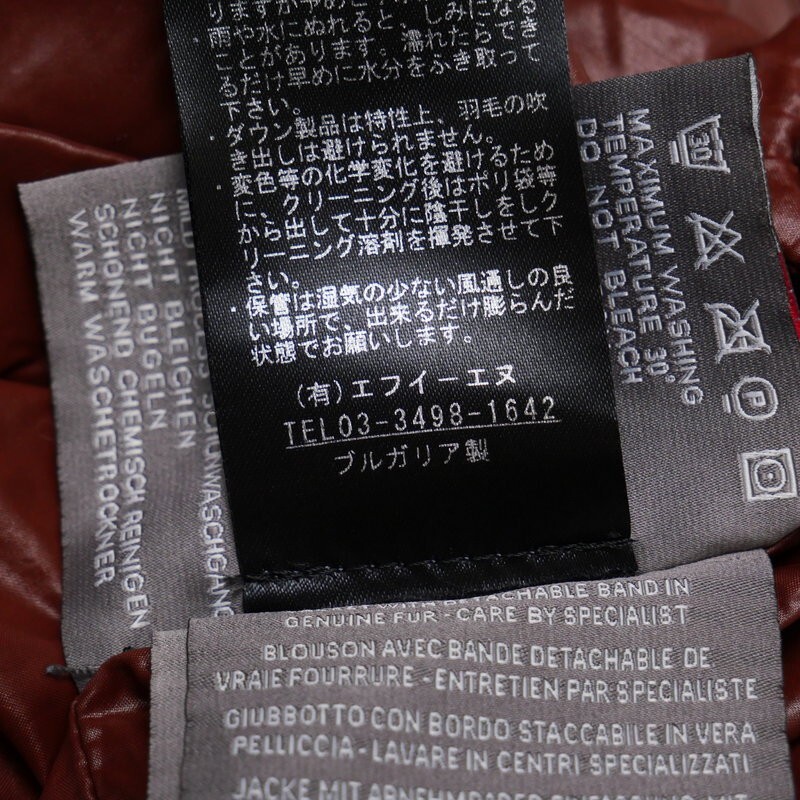 雨や水にぬれると、しみになる
ことがあります。濡れたらでき
るだけ早めに水分をふき取って
下さい。
・ダウン製品は特性上、羽毛の吹
き出しは避けられません。
・変色等の化学変化を避けるため
に、クリーニング後はポリ袋等
から出して十分に陰干しをしク
リーニング溶剤を揮発させて下
さい。
・保管は湿気の少ない風通しの良
い場所で、出来るだけ膨らんだ
状態でお願いします。
(有)エフイーエヌ
TEL03-3498-1642
ブルガリア製
30
MAXIMUM WASHING
TEMPERATURE 30°
DO NOT BLEACH
P
NICHT BLEICHEN
NICHT BUGELN
SCHONEND CHEMISCH REINIGEN
WARM WASCHETROCKNER
DETACHABLE BAND IN
GENUINE FUR - CARE BY SPECIALIST
BLOUSON AVEC BANDE DETACHABLE DE
VRAIE FOURRURE - ENTRETIEN PAR SPECIALISTE
GIUBBOTTO CON BORDO STACCABILE IN VERA
PELLICCIA - LAVARE IN CENTRI SPECIALIZZATI
JACKE MIT